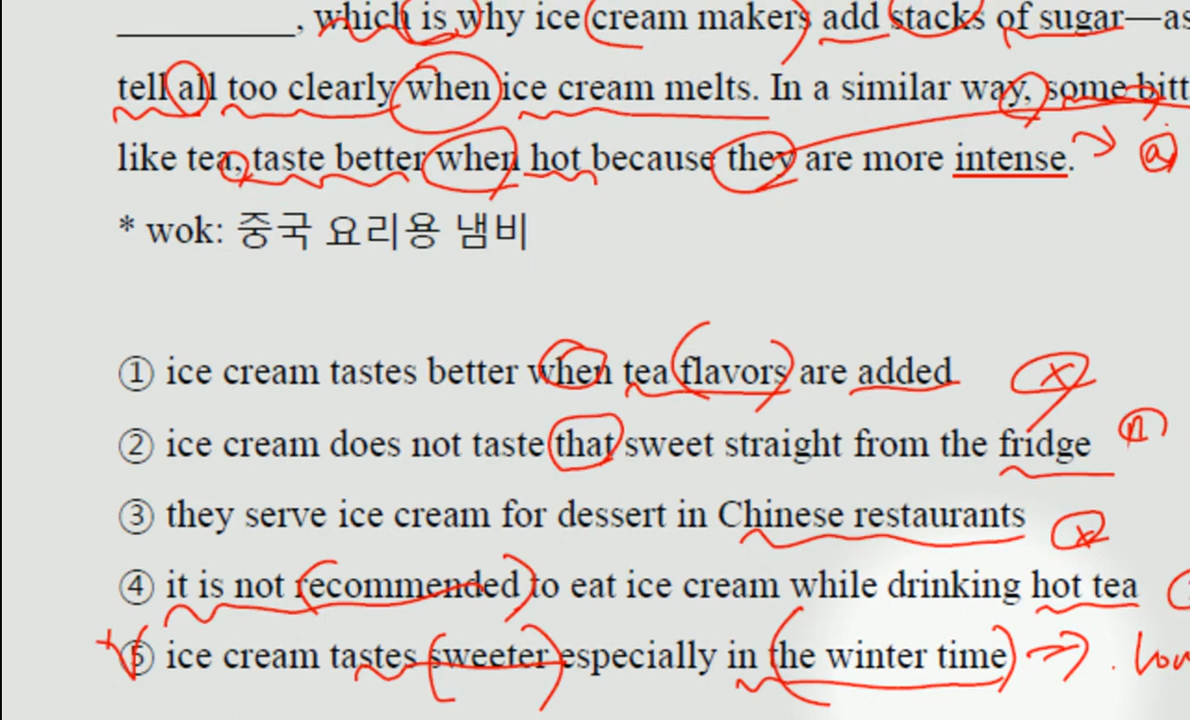 __________, which is why ice cream makers add stacks of sugar—as
tell all too clearly when ice cream melts. In a similar way, some bitt
like tea, taste better when hot because they are more intense.
* wok: 중국 요리용 냄비
① ice cream tastes better when tea flavors are added
② ice cream does not taste that sweet straight from the fridge
③ they serve ice cream for dessert in Chinese restaurants
④ it is not recommended to eat ice cream while drinking hot tea
⑤ ice cream tastes sweeter especially in the winter time